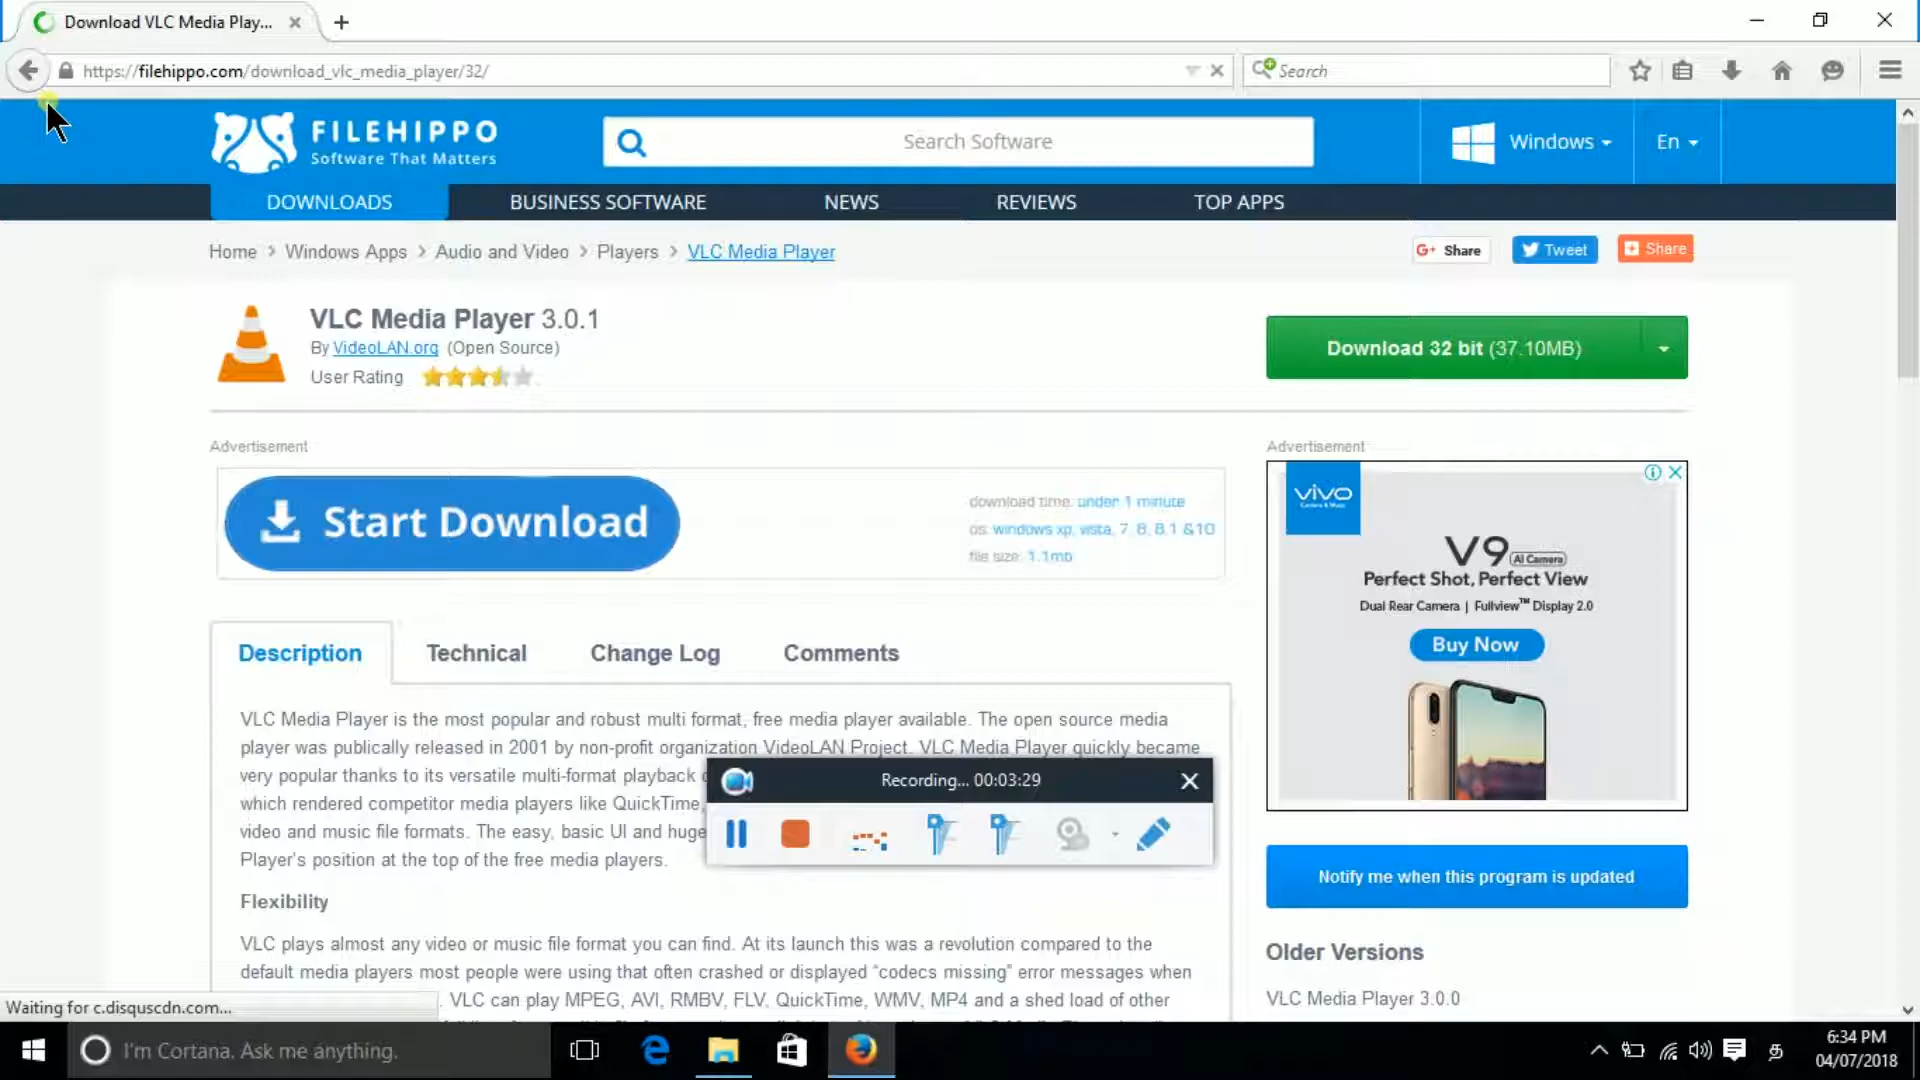 Download VLC Media Play...
https://filehippo.com/download_vlc_media_player/32/
Search
FILEHIPPO
Software That Matters
Search Software
Windows
En
DOWNLOADS
BUSINESS SOFTWARE
NEWS
REVIEWS
TOP APPS
Home > Windows Apps > Audio and Video > Players > VLC Media Player
G+ Share
Tweet
Share
VLC Media Player 3.0.1
By VideoLAN.org (Open Source)
User Rating
Download 32 bit (37.10MB)
Advertisement
Start Download
download time: under 1 minute
os: windows xp, vista, 7, 8, 8.1 &10
file size: 1.1mb
Advertisement
vivo
Camera & Music
V9 AI Camera
Perfect Shot, Perfect View
Dual Rear Camera | Fullview™ Display 2.0
Buy Now
Description
Technical
Change Log
Comments
VLC Media Player is the most popular and robust multi format, free media player available. The open source media
player was publically released in 2001 by non-profit organization VideoLAN Project. VLC Media Player quickly became
very popular thanks to its versatile multi-format playback
which rendered competitor media players like QuickTime,
video and music file formats. The easy, basic UI and huge
Player's position at the top of the free media players.
Recording... 00:03:29
Notify me when this program is updated
Flexibility
VLC plays almost any video or music file format you can find. At its launch this was a revolution compared to the
default media players most people were using that often crashed or displayed “codecs missing” error messages when
. VLC can play MPEG, AVI, RMBV, FLV, QuickTime, WMV, MP4 and a shed load of other
Older Versions
VLC Media Player 3.0.0
Waiting for c.disquscdn.com...
I'm Cortana. Ask me anything.
த
6:34 PM
04/07/2018